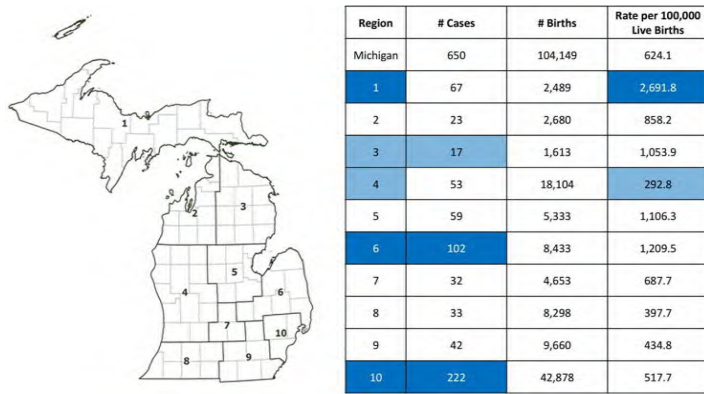 1
2
3
4
5
6
7
8
9
10
Region # Cases # Births Rate per 100,000 Live Births
Michigan 650 104,149 624.1
1 67 2,489 2,691.8
2 23 2,680 858.2
3 17 1,613 1,053.9
4 53 18,104 292.8
5 59 5,333 1,106.3
6 102 8,433 1,209.5
7 32 4,653 687.7
8 33 8,298 397.7
9 42 9,660 434.8
10 222 42,878 517.7